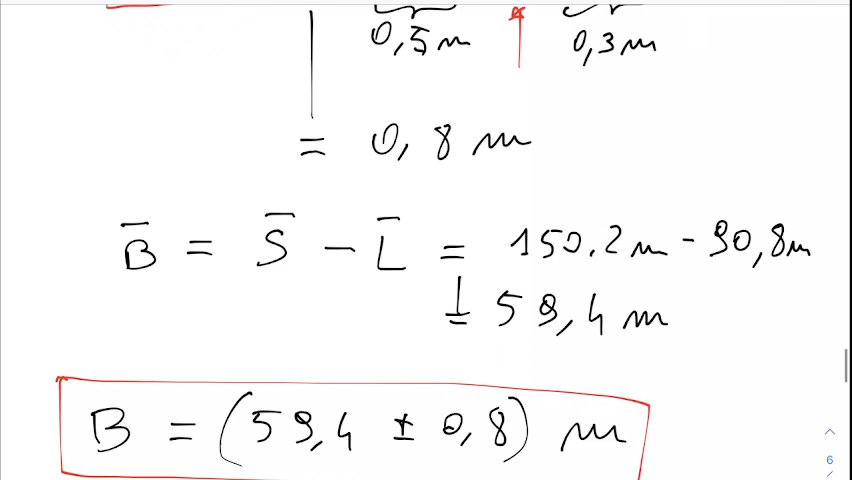 0,5 m 0,3 m
= 0,8 m
B̄ = S̄ − L̄ = 150.2 m - 90,8 m
= 59,4 m
B = (59,4 ± 0,8) m
6